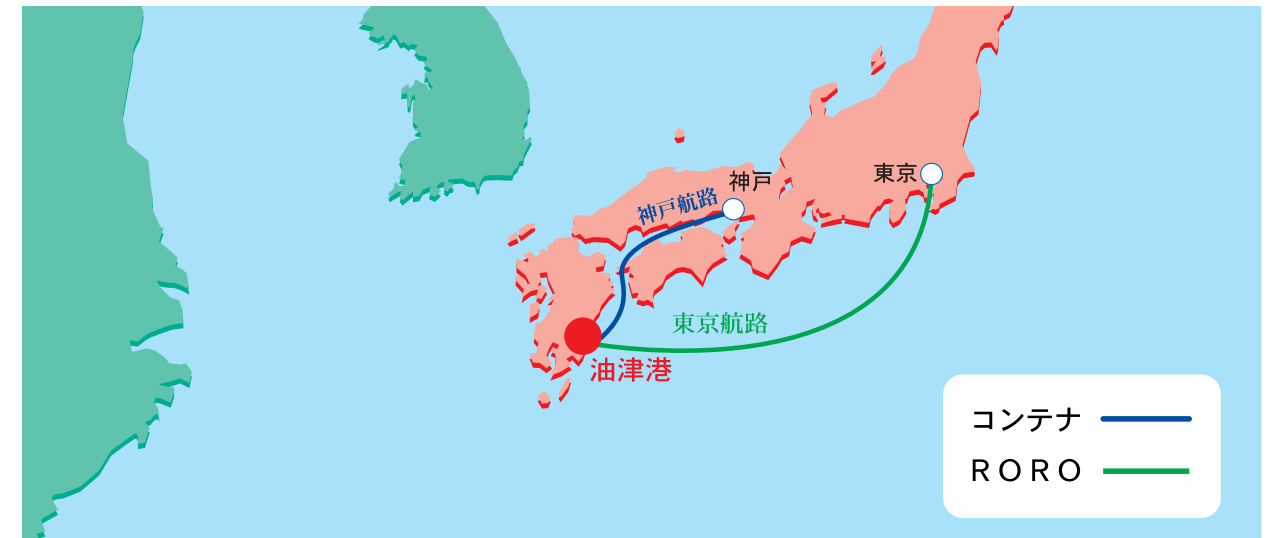 神戸
東京
神戸航路
東京航路
油津港
コンテナ
ＲＯＲＯ